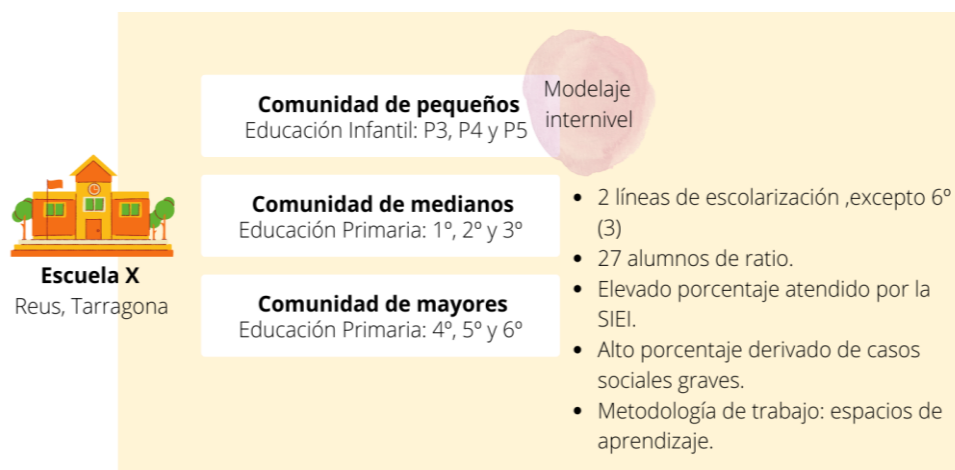 Escuela X
Reus, Tarragona
Comunidad de pequeños
Educación Infantil: P3, P4 y P5
Modelaje
internivel
Comunidad de medianos
Educación Primaria: 1º, 2º y 3º
Comunidad de mayores
Educación Primaria: 4º, 5º y 6º
• 2 líneas de escolarización ,excepto 6º
(3)
• 27 alumnos de ratio.
• Elevado porcentaje atendido por la
SIEI.
• Alto porcentaje derivado de casos
sociales graves.
• Metodología de trabajo: espacios de
aprendizaje.